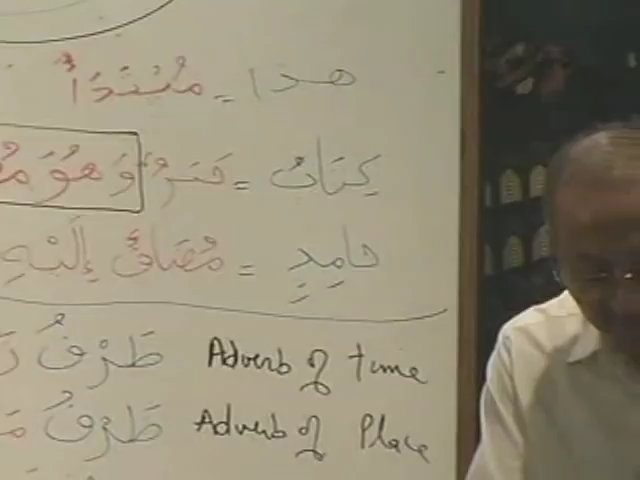 هذا = مُبْتَدَأٌ
كِتَابُ = خَبَرٌ وَهُوَ
حَامِدٍ = مُضَافٌ إِلَيْهِ
ظَرْفُ Adverb of time
ظَرْفُ Adverb of Place